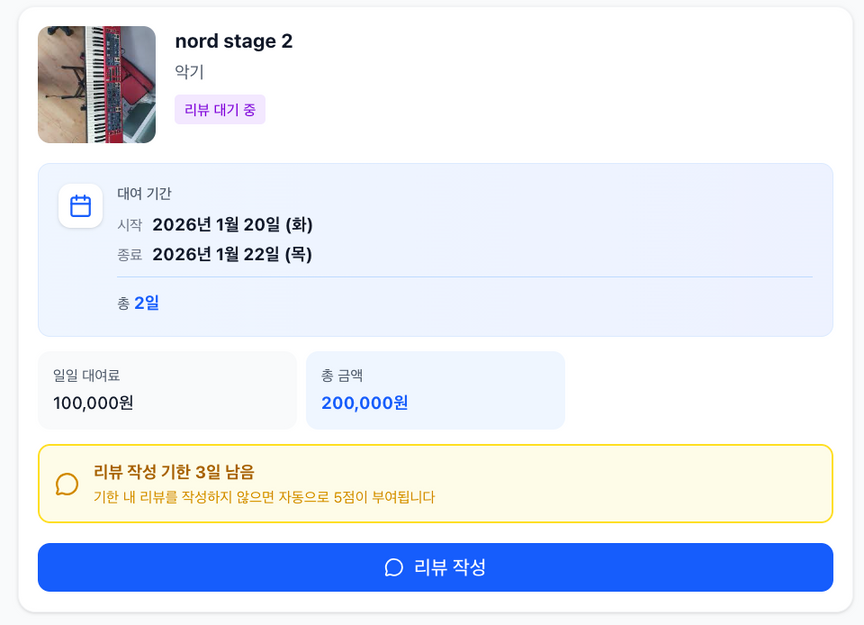 nord stage 2
악기
리뷰 대기 중
대여 기간
시작 2026년 1월 20일 (화)
종료 2026년 1월 22일 (목)
총 2일
일일 대여료
100,000원
총 금액
200,000원
리뷰 작성 기한 3일 남음
기한 내 리뷰를 작성하지 않으면 자동으로 5점이 부여됩니다
리뷰 작성